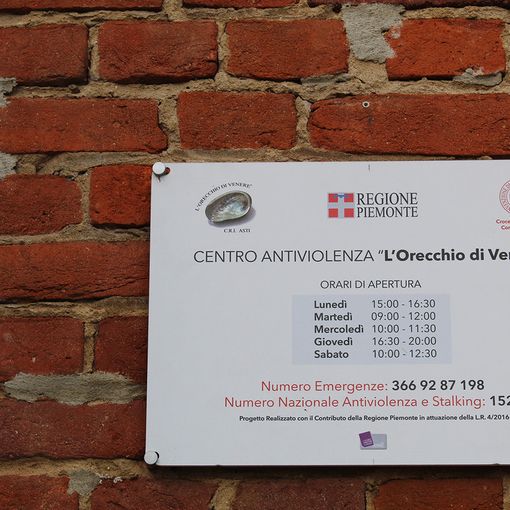 L'ORECCHIO DI VENERE
C.R.I. ASTI
REGIONE
PIEMONTE
CENTRO ANTIVIOLENZA "L'Orecchio di Ven
ORARI DI APERTURA
Lunedì 15:00 - 16:30
Martedì 09:00 - 12:00
Mercoledì 10:00 - 11:30
Giovedì 16:30 - 20:00
Sabato 10:00 - 12:30
Numero Emergenze: 366 92 87 198
Numero Nazionale Antiviolenza e Stalking: 152
Progetto Realizzato con il Contributo della Regione Piemonte in attuazione della L.R. 4/2016